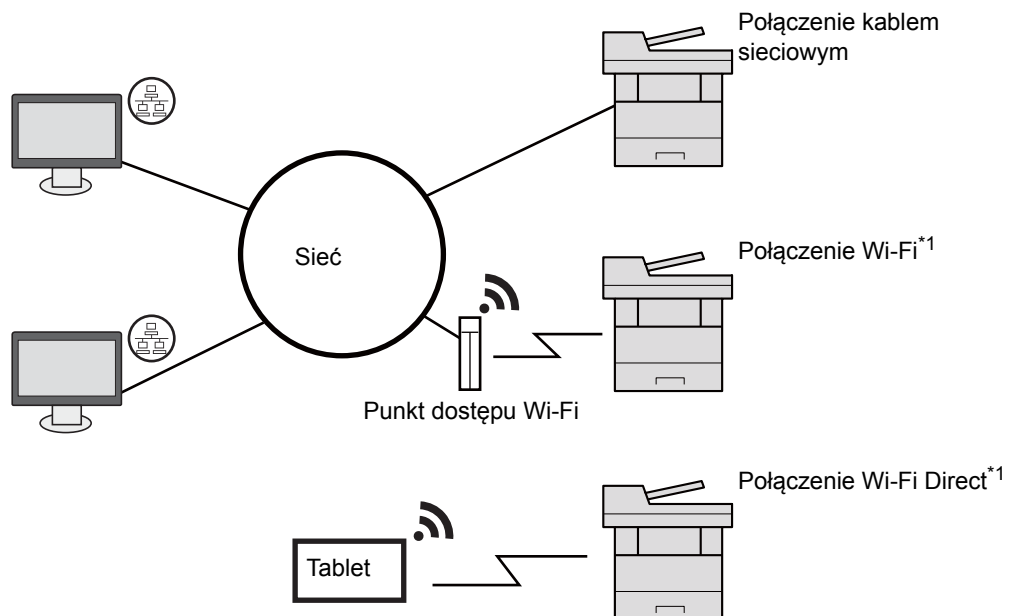 Połączenie kablem
sieciowym
Sieć
Połączenie Wi-Fi*1
Punkt dostępu Wi-Fi
Połączenie Wi-Fi Direct*1
Tablet